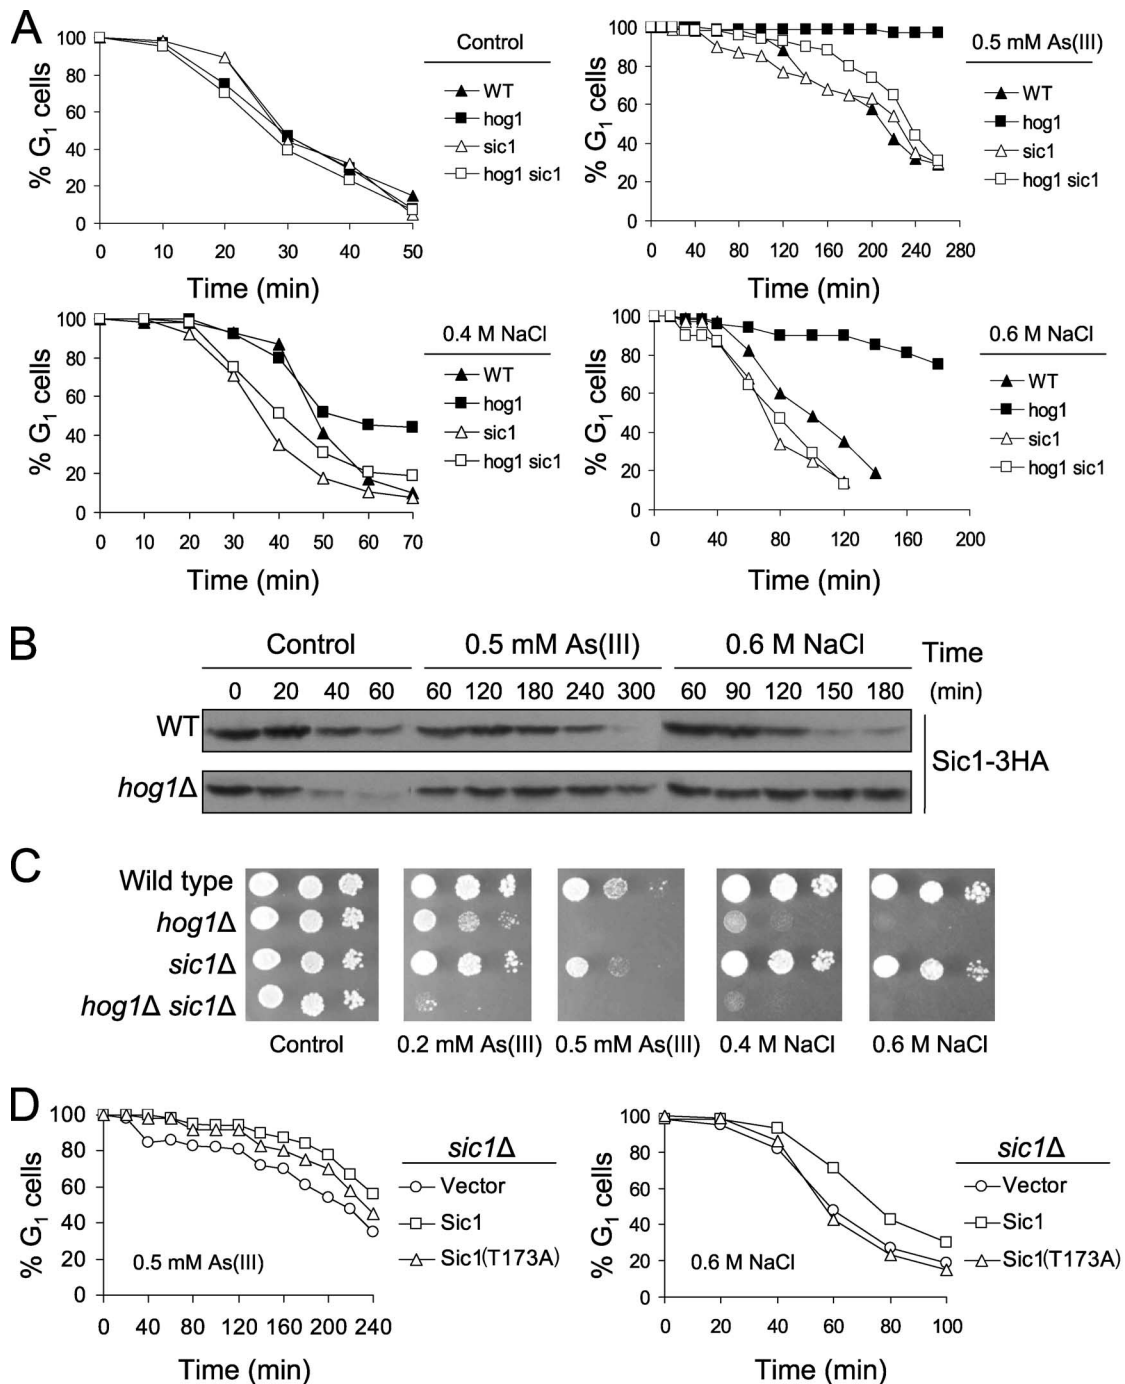 A
Control
WT
hog1
sic1
hog1 sic1
% G1 cells
100
80
60
40
20
0
0 10 20 30 40 50
Time (min)
0.5 mM As(III)
WT
hog1
sic1
hog1 sic1
% G1 cells
100
80
60
40
20
0
0 40 80 120 160 200 240 280
Time (min)
0.4 M NaCl
WT
hog1
sic1
hog1 sic1
% G1 cells
100
80
60
40
20
0
0 10 20 30 40 50 60 70
Time (min)
0.6 M NaCl
WT
hog1
sic1
hog1 sic1
% G1 cells
100
80
60
40
20
0
0 40 80 120 160 200
Time (min)
B
Control 0.5 mM As(III) 0.6 M NaCl Time
0 20 40 60 60 120 180 240 300 60 90 120 150 180 (min)
WT
hog1Δ
Sic1-3HA
C
Wild type
hog1Δ
sic1Δ
hog1Δ sic1Δ
Control 0.2 mM As(III) 0.5 mM As(III) 0.4 M NaCl 0.6 M NaCl
D
sic1Δ
Vector
Sic1
Sic1(T173A)
% G1 cells
100
80
60
40
20
0
0.5 mM As(III)
0 40 80 120 160 200 240
Time (min)
sic1Δ
Vector
Sic1
Sic1(T173A)
% G1 cells
100
80
60
40
20
0
0.6 M NaCl
0 20 40 60 80 100
Time (min)